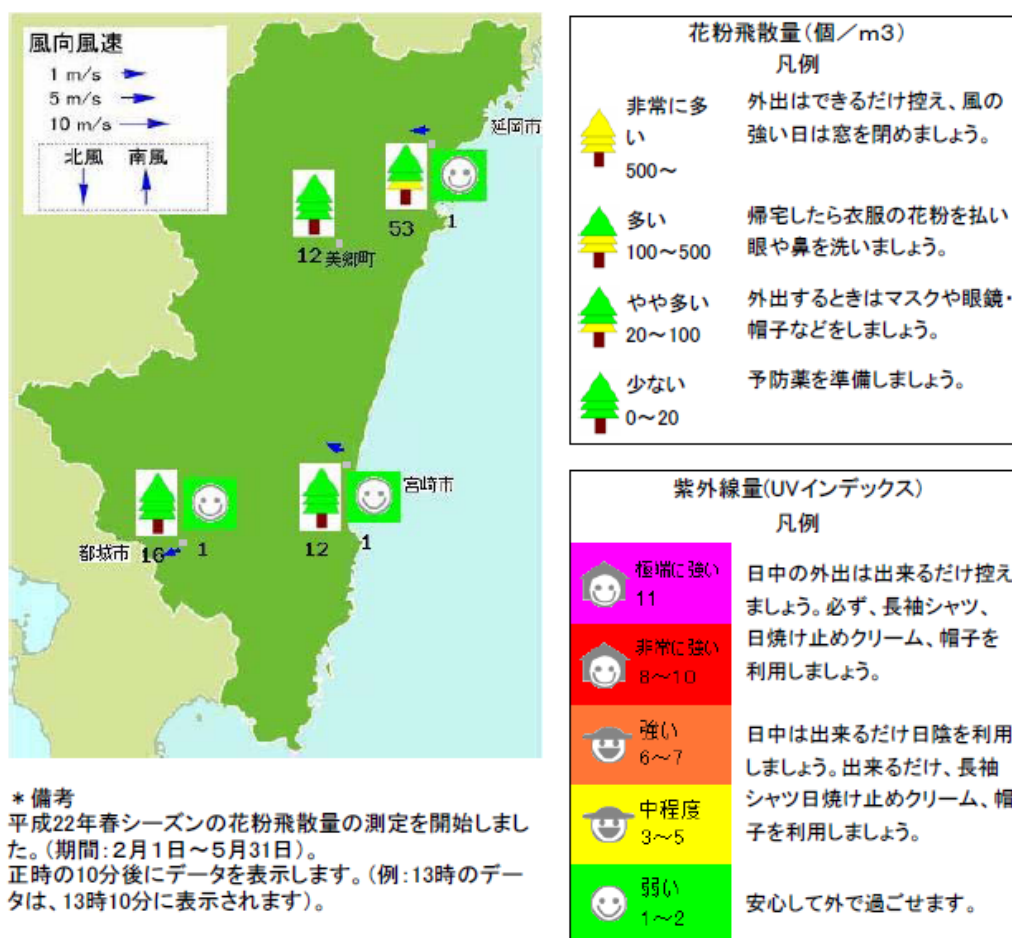 風向風速
1 m/s
5 m/s
10 m/s
北風 南風
延岡市
53
1
12
美郷町
宮崎市
12
1
都城市
16
1
*備考
平成22年春シーズンの花粉飛散量の測定を開始しまし
た。(期間:2月1日~5月31日)。
正時の10分後にデータを表示します。(例:13時のデー
タは、13時10分に表示されます)。
花粉飛散量(個/m3)
凡例
非常に多
い
500~
外出はできるだけ控え、風の
強い日は窓を閉めましょう。
多い
100~500
帰宅したら衣服の花粉を払い
眼や鼻を洗いましょう。
やや多い
20~100
外出するときはマスクや眼鏡・
帽子などをしましょう。
少ない
0~20
予防薬を準備しましょう。
紫外線量(UVインデックス)
凡例
極端に強い
11
非常に強い
8~10
日中の外出は出来るだけ控え
ましょう。必ず、長袖シャツ、
日焼け止めクリーム、帽子を
利用しましょう。
強い
6~7
中程度
3~5
日中は出来るだけ日陰を利用
しましょう。出来るだけ、長袖
シャツ日焼け止めクリーム、帽
子を利用しましょう。
弱い
1~2
安心して外で過ごせます。